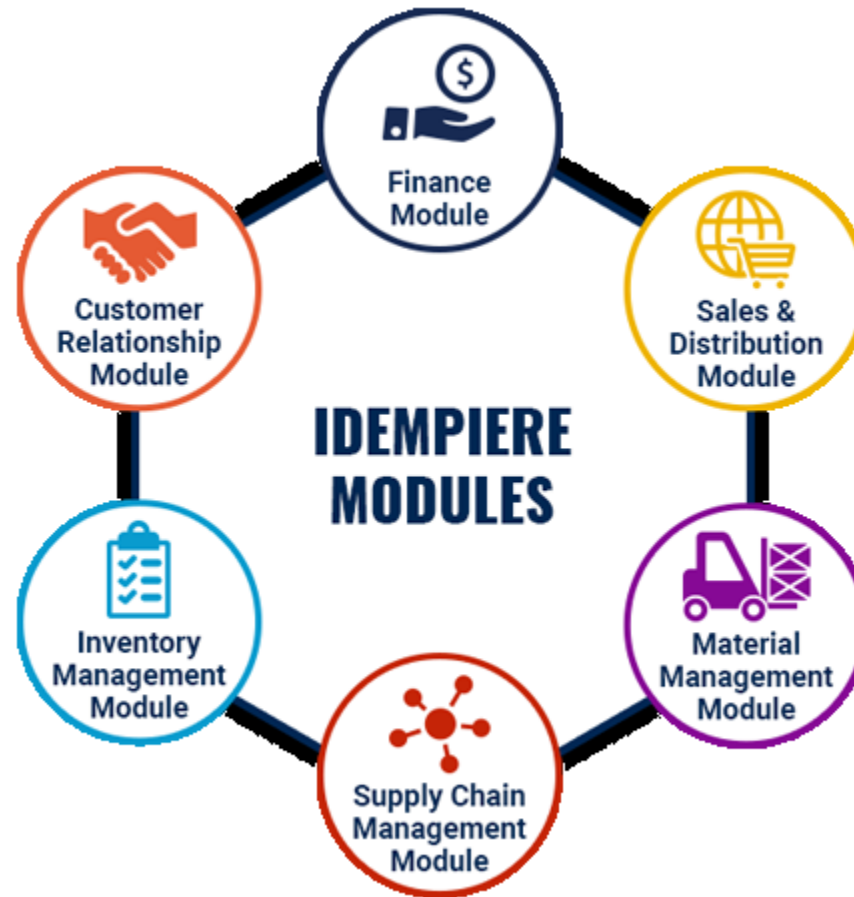 $
Finance
Module
Customer
Relationship
Module
Sales &
Distribution
Module
IDEMPIERE
MODULES
Inventory
Management
Module
Material
Management
Module
Supply Chain
Management
Module